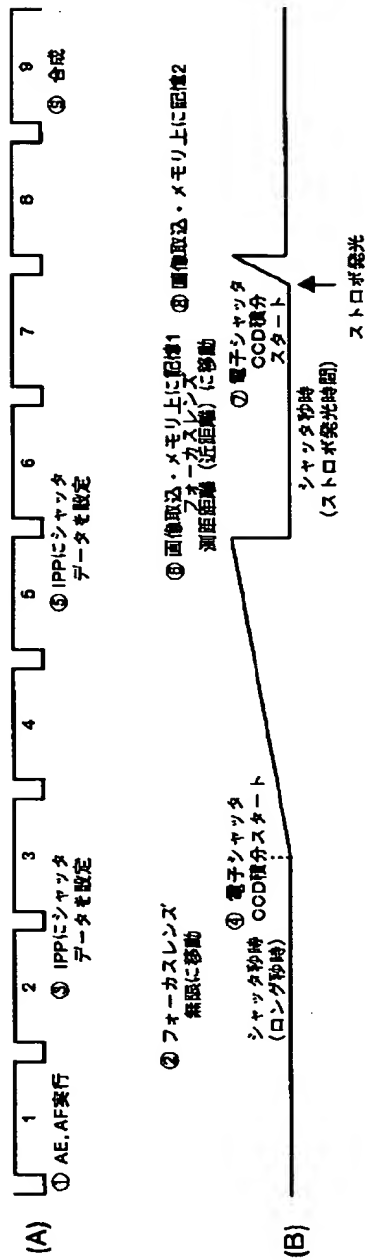 (A)
1
2
3
4
5
6
7
8
9
① AE,AF実行
③ IPPにシャッタ
データを設定
⑤ IPPにシャッタ
データを設定
⑨ 合成
② フォーカスレンズ
無限に移動
⑥ 画像取込・メモリ上に記憶1
フォーカスレンズ
測距距離(近距離)に移動
⑧ 画像取込・メモリ上に記憶2
④ 電子シャッタ
CCD積分スタート
⑦ 電子シャッタ
CCD積分
スタート
シャッタ秒時
(ロング秒時)
シャッタ秒時
(ストロボ発光時間)
(B)
ストロボ発光